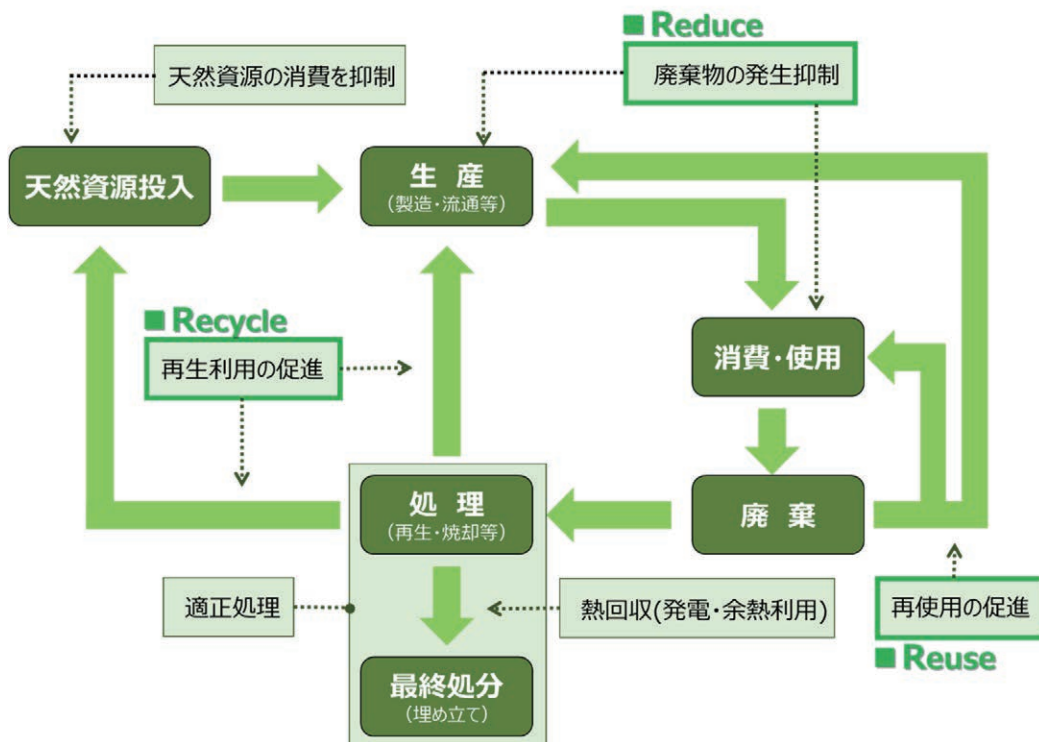 ■ Reduce
天然資源の消費を抑制
廃棄物の発生抑制
天然資源投入
生 産
(製造・流通等)
■ Recycle
再生利用の促進
消費・使用
処 理
(再生・焼却等)
廃 棄
適正処理
熱回収(発電・余熱利用)
再使用の促進
■ Reuse
最終処分
(埋め立て)